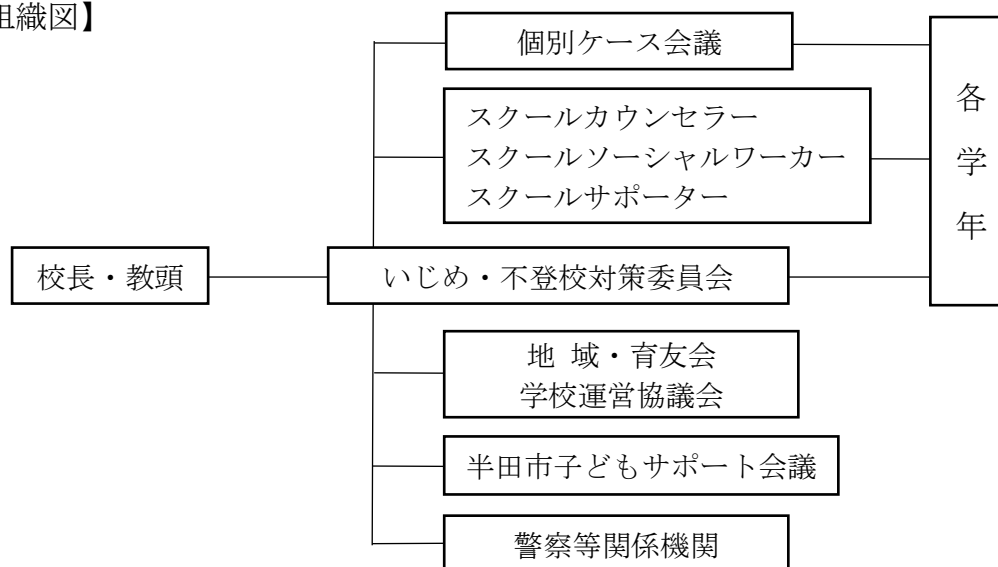 組織図】
個別ケース会議
スクールカウンセラー
スクールソーシャルワーカー
スクールサポーター
各学年
校長・教頭
いじめ・不登校対策委員会
地 域・育友会
学校運営協議会
半田市子どもサポート会議
警察等関係機関